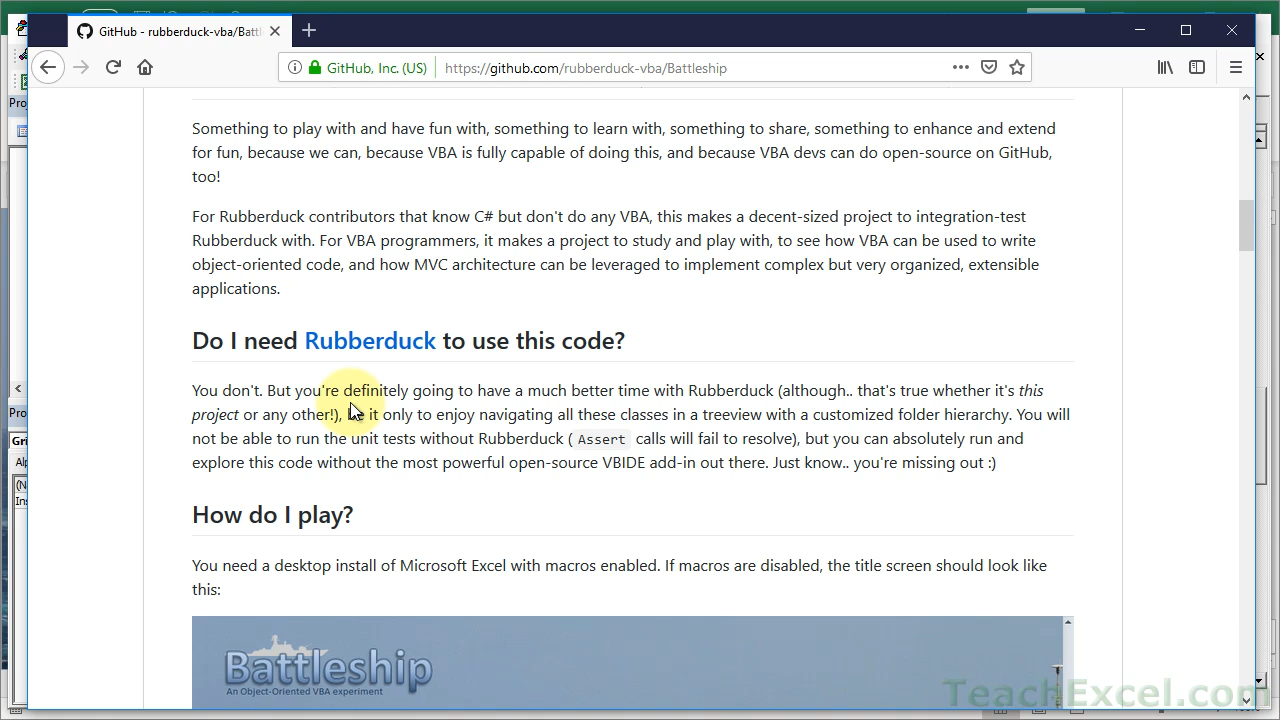 GitHub - rubberduck-vba/Battl
GitHub, Inc. (US)
https://github.com/rubberduck-vba/Battleship
Something to play with and have fun with, something to learn with, something to share, something to enhance and extend
for fun, because we can, because VBA is fully capable of doing this, and because VBA devs can do open-source on GitHub,
too!
For Rubberduck contributors that know C# but don't do any VBA, this makes a decent-sized project to integration-test
Rubberduck with. For VBA programmers, it makes a project to study and play with, to see how VBA can be used to write
object-oriented code, and how MVC architecture can be leveraged to implement complex but very organized, extensible
applications.
Do I need Rubberduck to use this code?
You don't. But you're definitely going to have a much better time with Rubberduck (although.. that's true whether it's this
project or any other!), be it only to enjoy navigating all these classes in a treeview with a customized folder hierarchy. You will
not be able to run the unit tests without Rubberduck ( Assert calls will fail to resolve), but you can absolutely run and
explore this code without the most powerful open-source VBIDE add-in out there. Just know.. you're missing out :)
How do I play?
You need a desktop install of Microsoft Excel with macros enabled. If macros are disabled, the title screen should look like
this:
Battleship
An Object-Oriented VBA experiment
TeachExcel.com